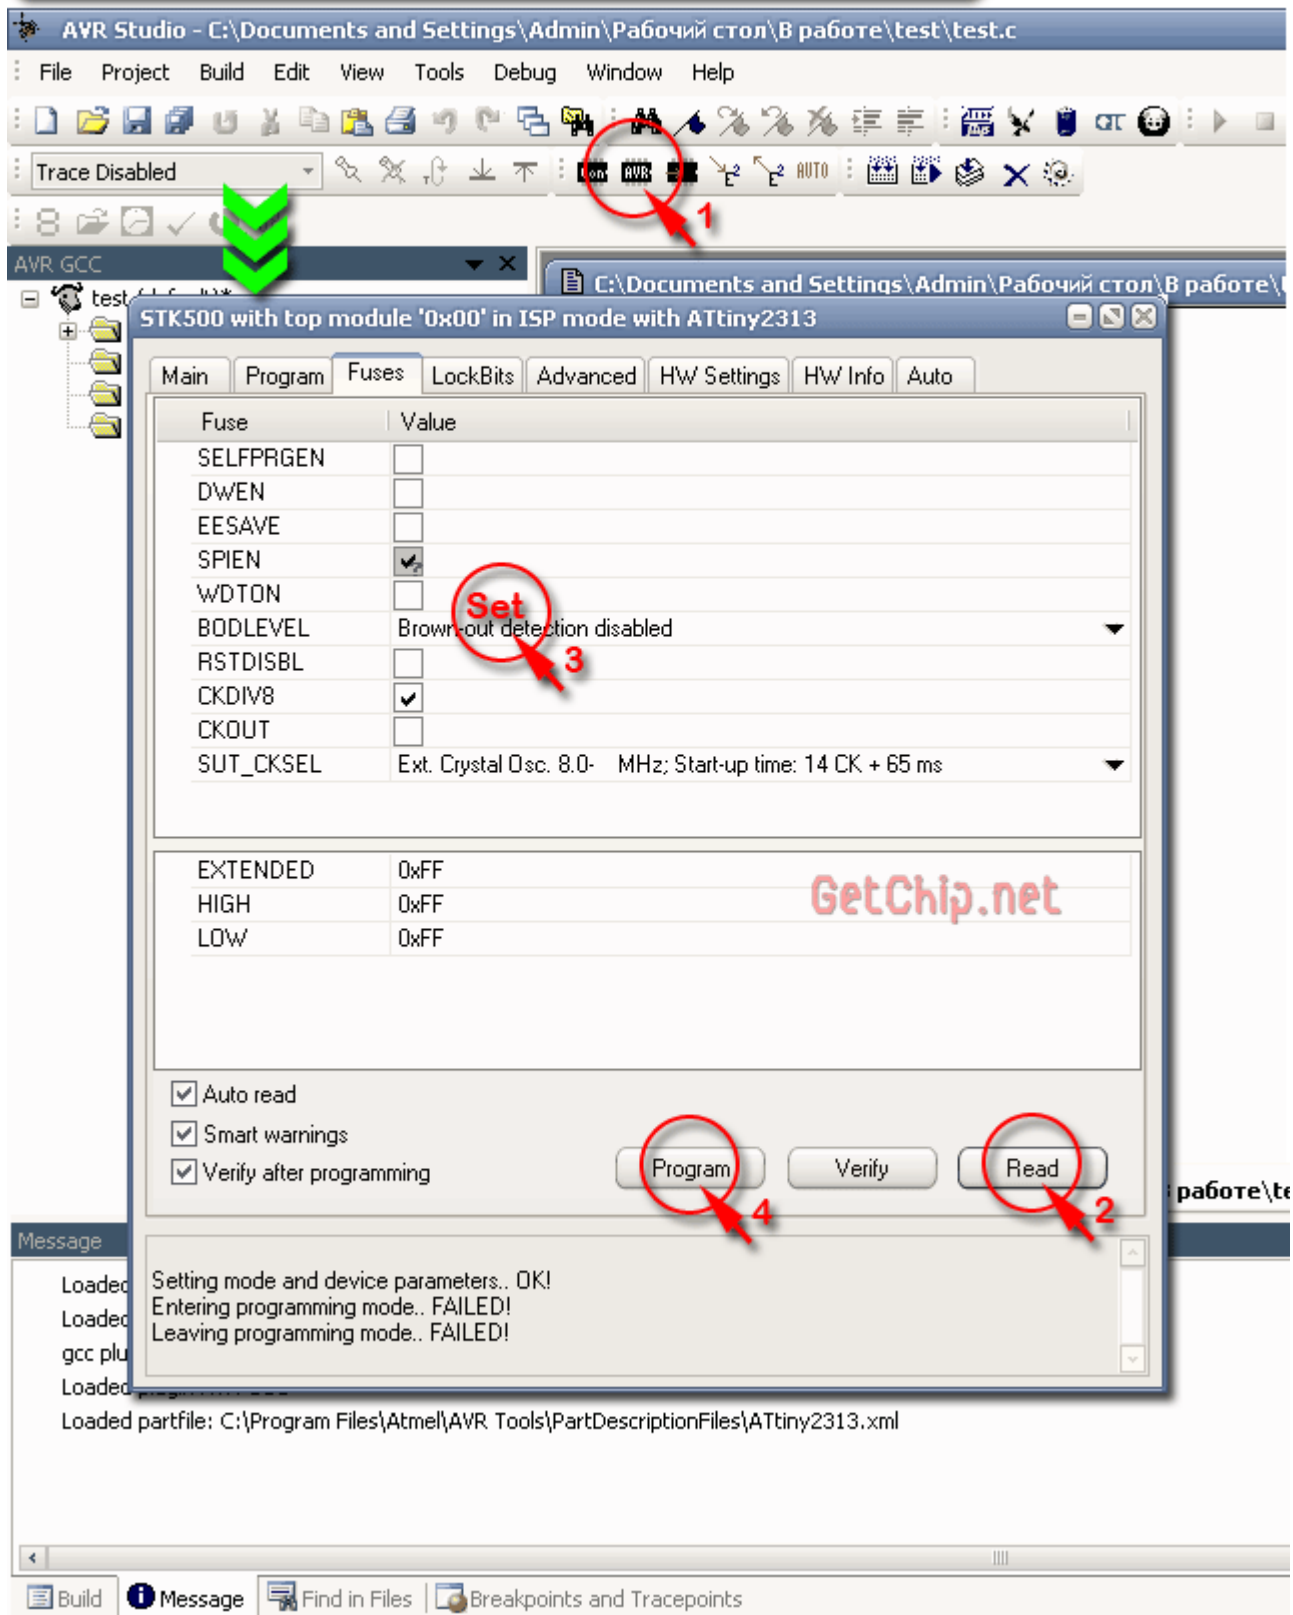 AVR Studio - C:\Documents and Settings\Admin\Рабочий стол\В работе\test\test.c
File Project Build Edit View Tools Debug Window Help
Trace Disabled
Con AVR AUTO
1
AVR GCC
C:\Documents and Settings\Admin\Рабочий стол\В работе\
test
STK500 with top module '0x00' in ISP mode with ATtiny2313
Main Program Fuses LockBits Advanced HW Settings HW Info Auto
Fuse Value
SELFPRGEN
DWEN
EESAVE
SPIEN
WDTON
Set
BODLEVEL Brown-out detection disabled
RSTDISBL
3
CKDIV8
CKOUT
SUT_CKSEL Ext. Crystal Osc. 8.0- MHz; Start-up time: 14 CK + 65 ms
EXTENDED 0xFF
HIGH 0xFF
LOW 0xFF
GetChip.net
Auto read
Smart warnings
Verify after programming
Program Verify Read
4 2
работе\te
Message
Setting mode and device parameters.. OK!
Entering programming mode.. FAILED!
Leaving programming mode.. FAILED!
Loaded
Loaded
gcc plu
Loaded
Loaded partfile: C:\Program Files\Atmel\AVR Tools\PartDescriptionFiles\ATtiny2313.xml
Build Message Find in Files Breakpoints and Tracepoints